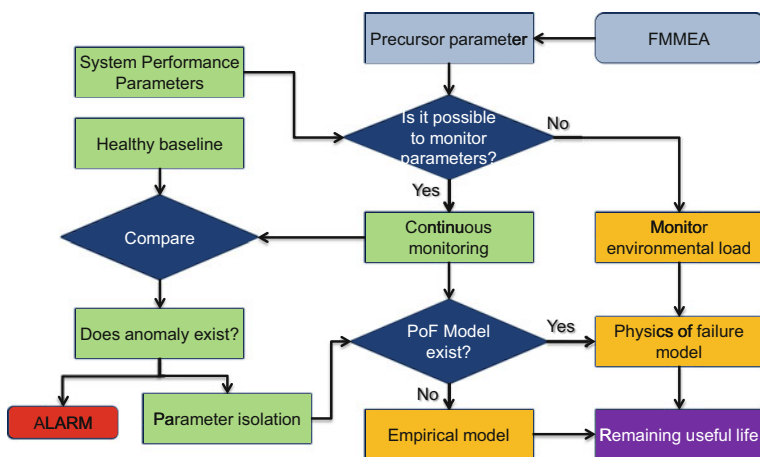 Precursor parameter
FMMEA
System Performance
Parameters
Is it possible
to monitor
parameters?
No
Healthy baseline
Yes
Compare
Continuous
monitoring
Monitor
environmental load
Does anomaly exist?
PoF Model
exist?
Yes
Physics of failure
model
No
ALARM
Parameter isolation
Empirical model
Remaining useful life